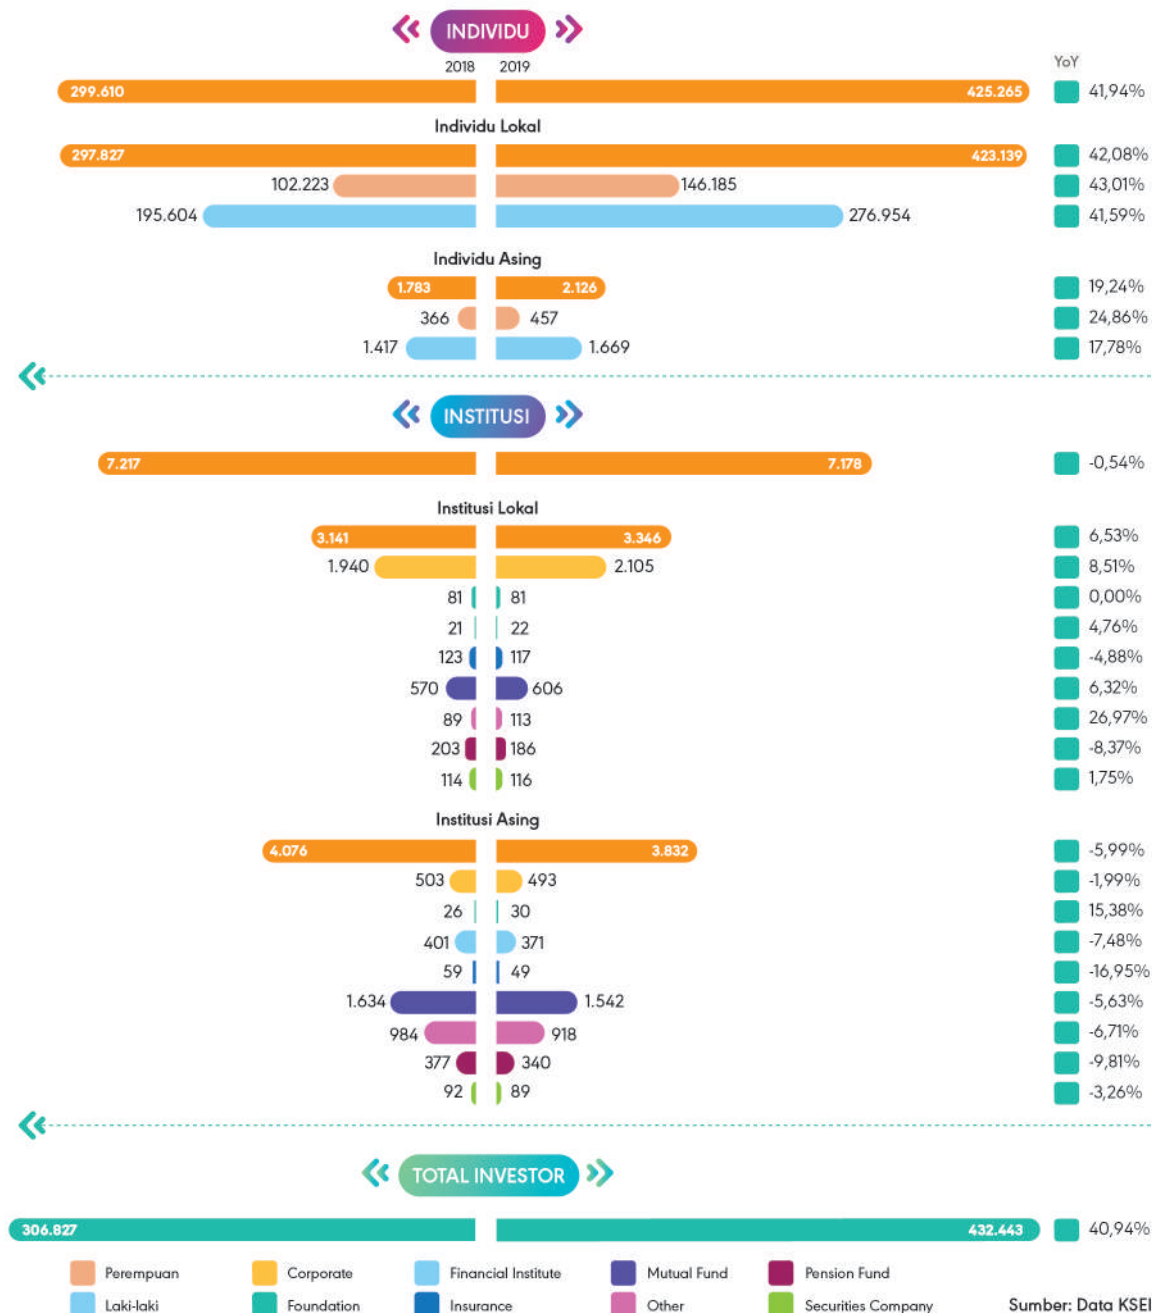 INDIVIDU
2018 2019 YoY
299.610 425.265 41,94%
Individu Lokal
297.827 423.139 42,08%
102.223 146.185 43,01%
195.604 276.954 41,59%
Individu Asing
1.783 2.126 19,24%
366 457 24,86%
1.417 1.669 17,78%
INSTITUSI
7.217 7.178 -0,54%
Institusi Lokal
3.141 3.346 6,53%
1.940 2.105 8,51%
81 81 0,00%
21 22 4,76%
123 117 -4,88%
570 606 6,32%
89 113 26,97%
203 186 -8,37%
114 116 1,75%
Institusi Asing
4.076 3.832 -5,99%
503 493 -1,99%
26 30 15,38%
401 371 -7,48%
59 49 -16,95%
1.634 1.542 -5,63%
984 918 -6,71%
377 340 -9,81%
92 89 -3,26%
TOTAL INVESTOR
306.827 432.443 40,94%
Perempuan Corporate Financial Institute Mutual Fund Pension Fund
Laki-laki Foundation Insurance Other Securities Company Sumber: Data KSEI